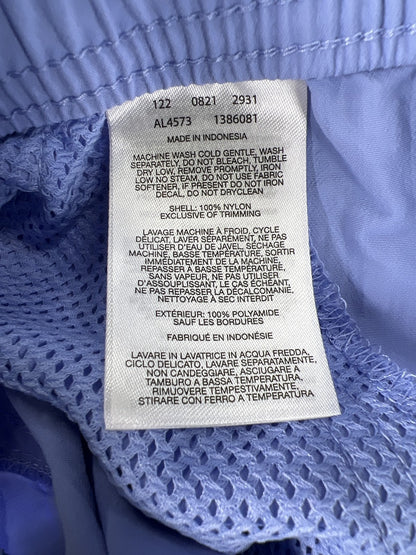 122 0821 2931
AL4573 1386081
MADE IN INDONESIA
MACHINE WASH COLD GENTLE, WASH
SEPARATELY, DO NOT BLEACH, TUMBLE
DRY LOW, REMOVE PROMPTLY, IRON
LOW NO STEAM, DO NOT USE FABRIC
SOFTENER, IF PRESENT DO NOT IRON
DECAL, DO NOT DRYCLEAN
SHELL: 100% NYLON
EXCLUSIVE OF TRIMMING
LAVAGE MACHINE À FROID, CYCLE
DÉLICAT, LAVER SÉPARÉMENT, NE PAS
UTILISER D'EAU DE JAVEL, SÉCHAGE
MACHINE, BASSE TEMPÉRATURE, SORTIR
IMMÉDIATEMENT DE LA MACHINE,
REPASSER À BASSE TEMPÉRATURE,
SANS VAPEUR, NE PAS UTILISER
D'ASSOUPLISSANT, LE CAS ÉCHÉANT,
NE PAS REPASSER LA DÉCALCOMANIE,
NETTOYAGE À SEC INTERDIT
EXTÉRIEUR: 100% POLYAMIDE
SAUF LES BORDURES
FABRIQUÉ EN INDONÉSIE
LAVARE IN LAVATRICE IN ACQUA FREDDA,
CICLO DELICATO, LAVARE SEPARATAMENTE,
NON CANDEGGIARE, ASCIUGARE A
TAMBURO A BASSA TEMPERATURA,
RIMUOVERE TEMPESTIVAMENTE,
STIRARE CON FERRO A TEMPERATURA